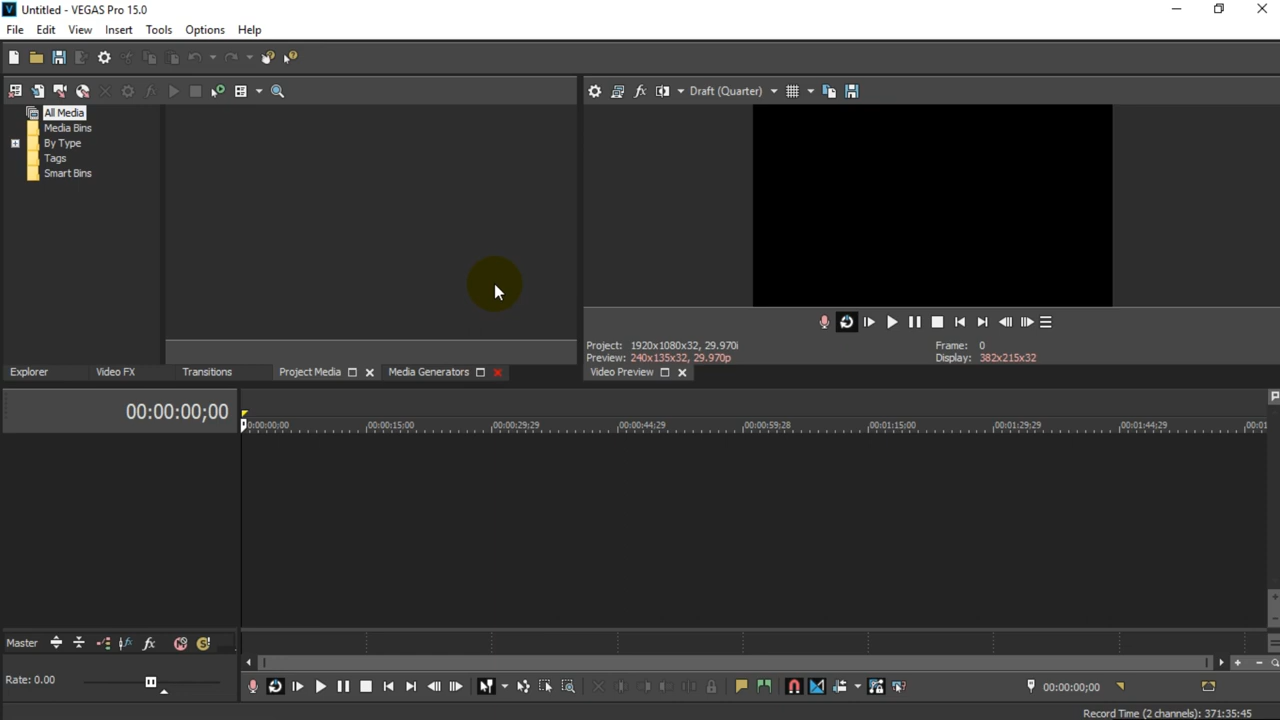 Untitled - VEGAS Pro 15.0
File Edit View Insert Tools Options Help
Draft (Quarter)
All Media
Media Bins
By Type
Tags
Smart Bins
Project: 1920x1080x32, 29.970i
Frame: 0
Preview: 240x135x32, 29.970p
Display: 382x215x32
Explorer Video FX Transitions Project Media Media Generators Video Preview
00:00:00;00
0:00:00;00 00:00:15;00 00:00:29;29 00:00:44;29 00:00:59;28 00:01:15;00 00:01:29;29 00:01:44;29 00:01
Master
Rate: 0.00
00:00:00;00
Record Time (2 channels): 371:35:45